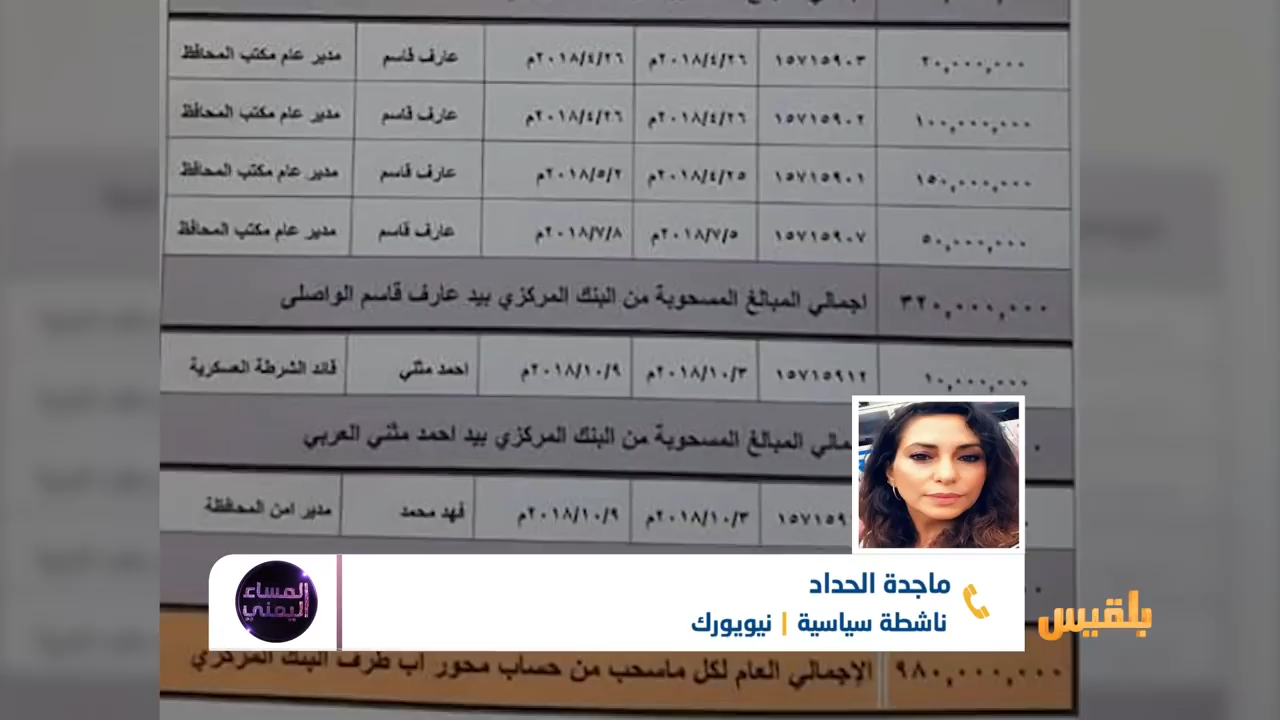 ٢٠,٠٠٠,٠٠٠ ١٥٧١٥٩٠٣ ٢٠١٨/٤/٢٦م ٢٠١٨/٤/٢٦م عارف قاسم مدير عام مكتب المحافظ
١٠٠,٠٠٠,٠٠٠ ١٥٧١٥٩٠٢ ٢٠١٨/٤/٢٦م ٢٠١٨/٤/٢٦م عارف قاسم مدير عام مكتب المحافظ
١٥٠,٠٠٠,٠٠٠ ١٥٧١٥٩٠١ ٢٠١٨/٤/٢٥م ٢٠١٨/٥/٢م عارف قاسم مدير عام مكتب المحافظ
٥٠,٠٠٠,٠٠٠ ١٥٧١٥٩٠٧ ٢٠١٨/٧/٥م ٢٠١٨/٧/٨م عارف قاسم مدير عام مكتب المحافظ
٣٢٠,٠٠٠,٠٠٠ اجمالي المبالغ المسحوبة من البنك المركزي بيد عارف قاسم الواصلي
١٠,٠٠٠,٠٠٠ ١٥٧١٥٩١٢ ٢٠١٨/١٠/٣م ٢٠١٨/١٠/٩م احمد مثني قائد الشرطة العسكرية
المبالغ المسحوبة من البنك المركزي بيد احمد مثني العربي
٢٠١٨/١٠/٣م ٢٠١٨/١٠/٩م فهد محمد مدير امن المحافظة
ماجدة الحداد
ناشطة سياسية | نيويورك
المساء
اليمني
بلقيس
٩٨٠,٠٠٠,٠٠٠ الإجمالي العام لكل ماسحب من حساب محور اب طرف البنك المركزي